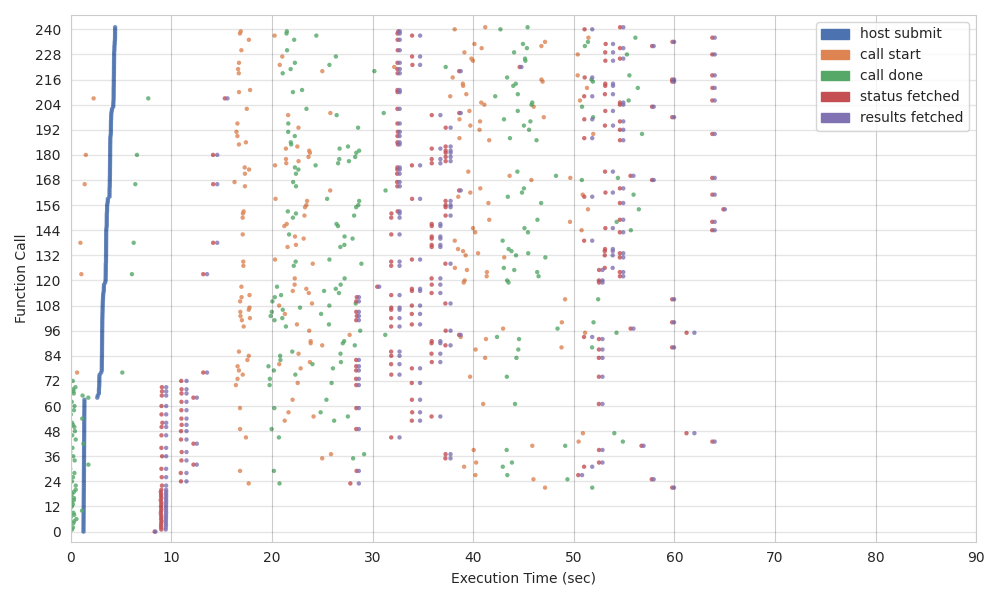 host submit
call start
call done
status fetched
results fetched
Function Call
240
228
216
204
192
180
168
156
144
132
120
108
96
84
72
60
48
36
24
12
0
0 10 20 30 40 50 60 70 80 90
Execution Time (sec)